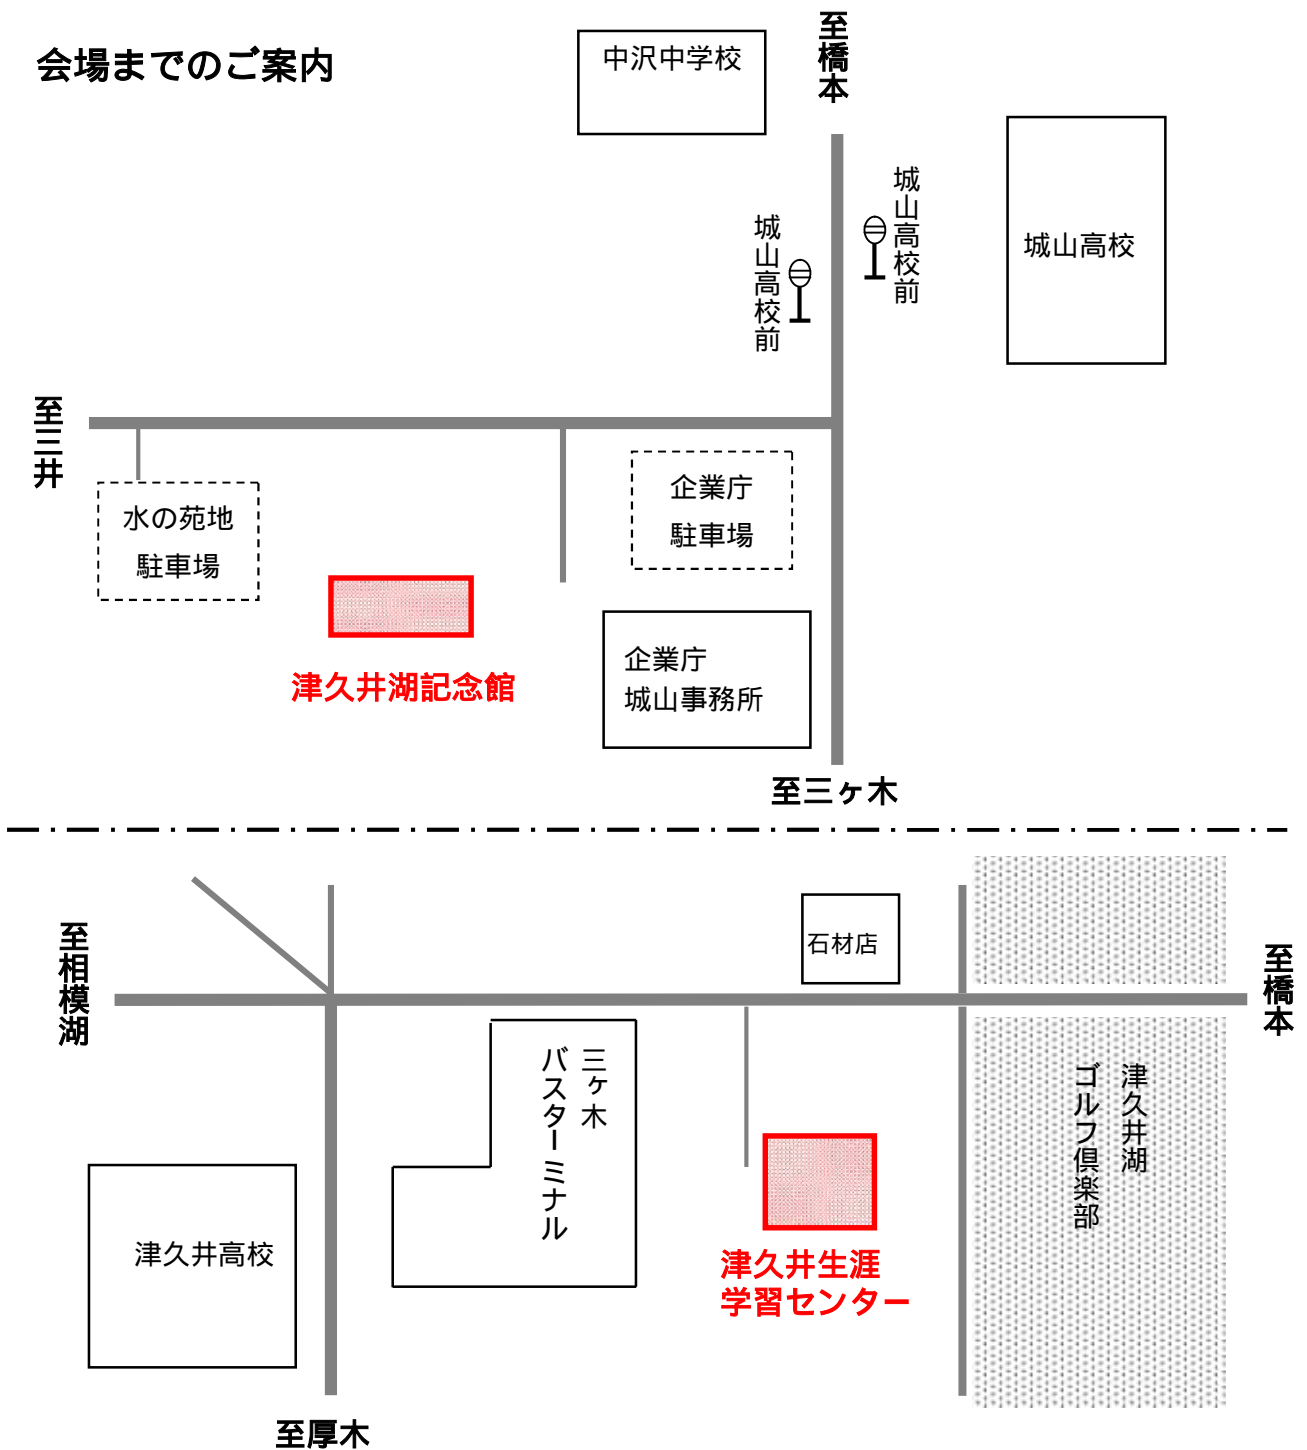 会場までのご案内
中沢中学校
至橋本
城山高校前
城山高校前
城山高校
至三井
水の苑地
駐車場
企業庁
駐車場
津久井湖記念館
企業庁
城山事務所
至三ヶ木
至相模湖
石材店
至橋本
三ヶ木
バスターミナル
津久井湖
ゴルフ倶楽部
津久井高校
津久井生涯
学習センター
至厚木